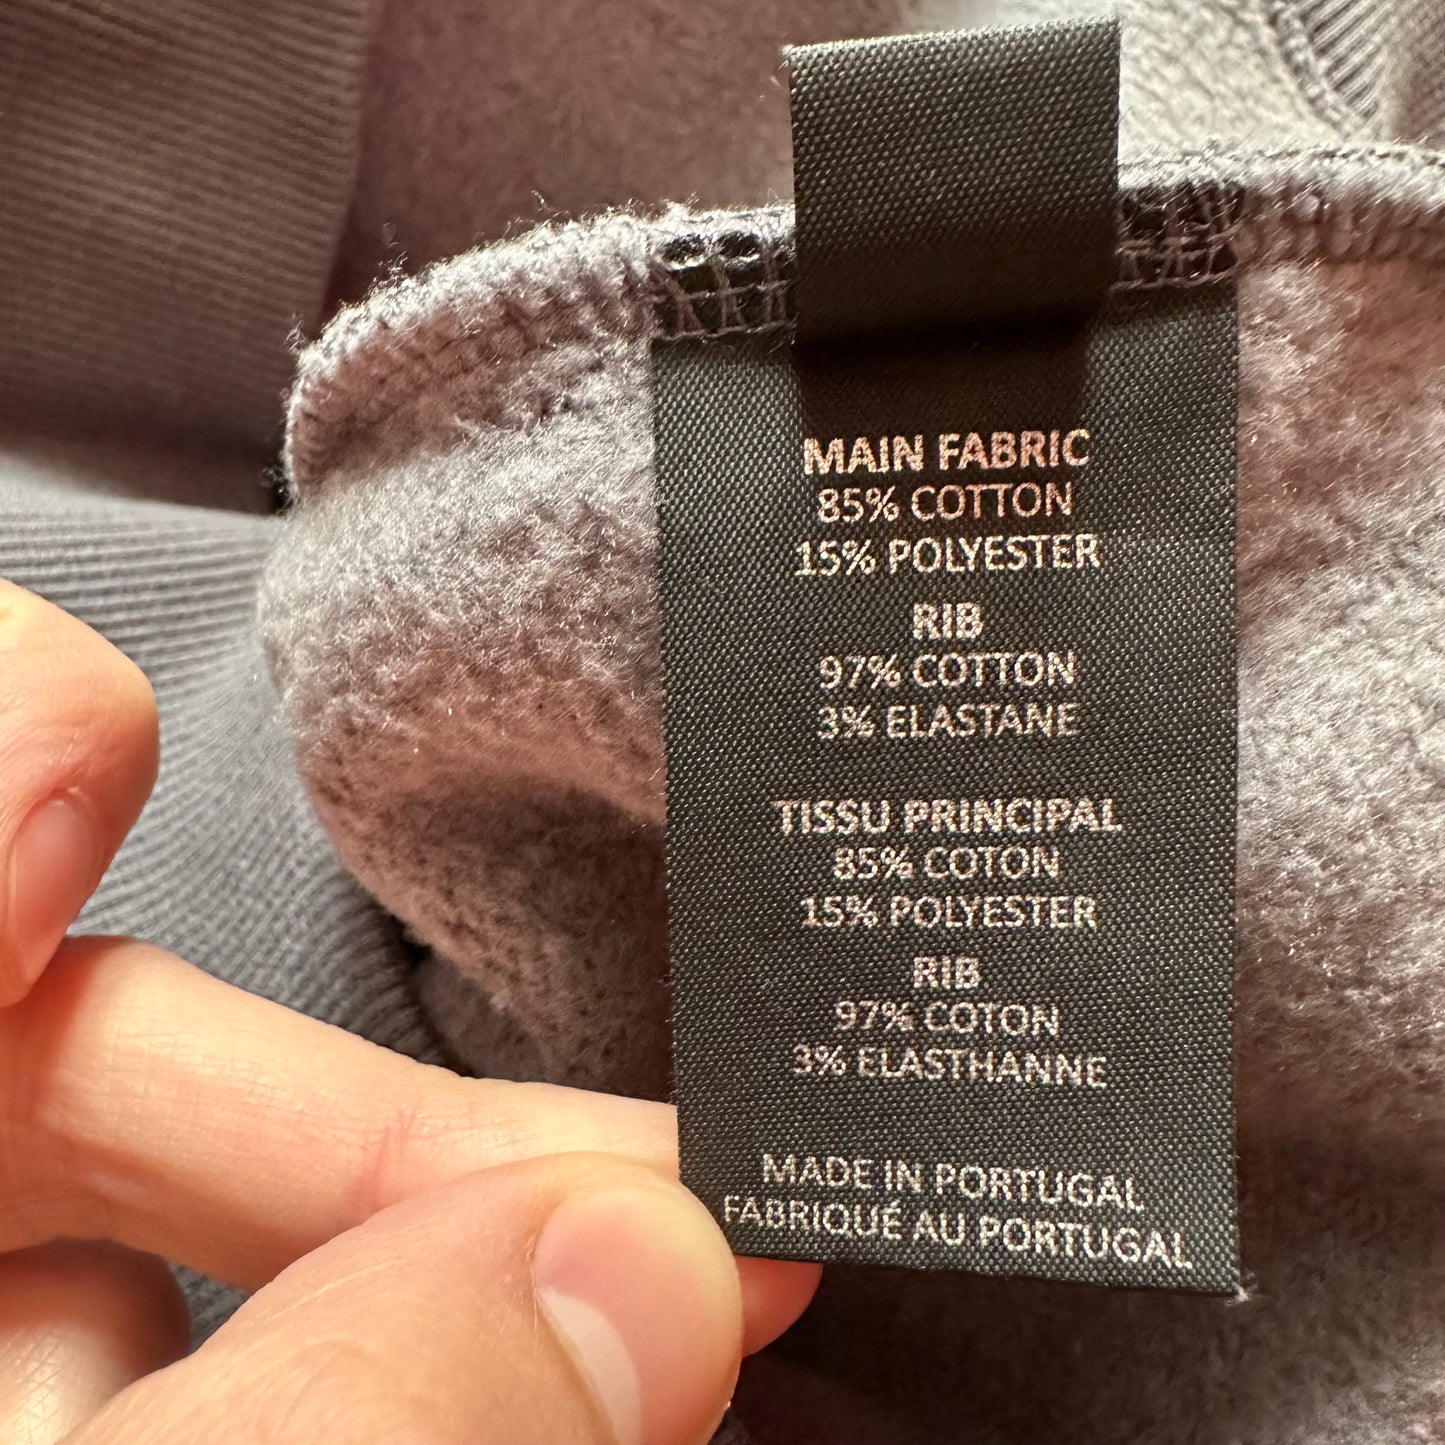 MAIN FABRIC
85% COTTON
15% POLYESTER
RIB
97% COTTON
3% ELASTANE
TISSU PRINCIPAL
85% COTON
15% POLYESTER
RIB
97% COTON
3% ELASTHANNE
MADE IN PORTUGAL
FABRIQUÉ AU PORTUGAL